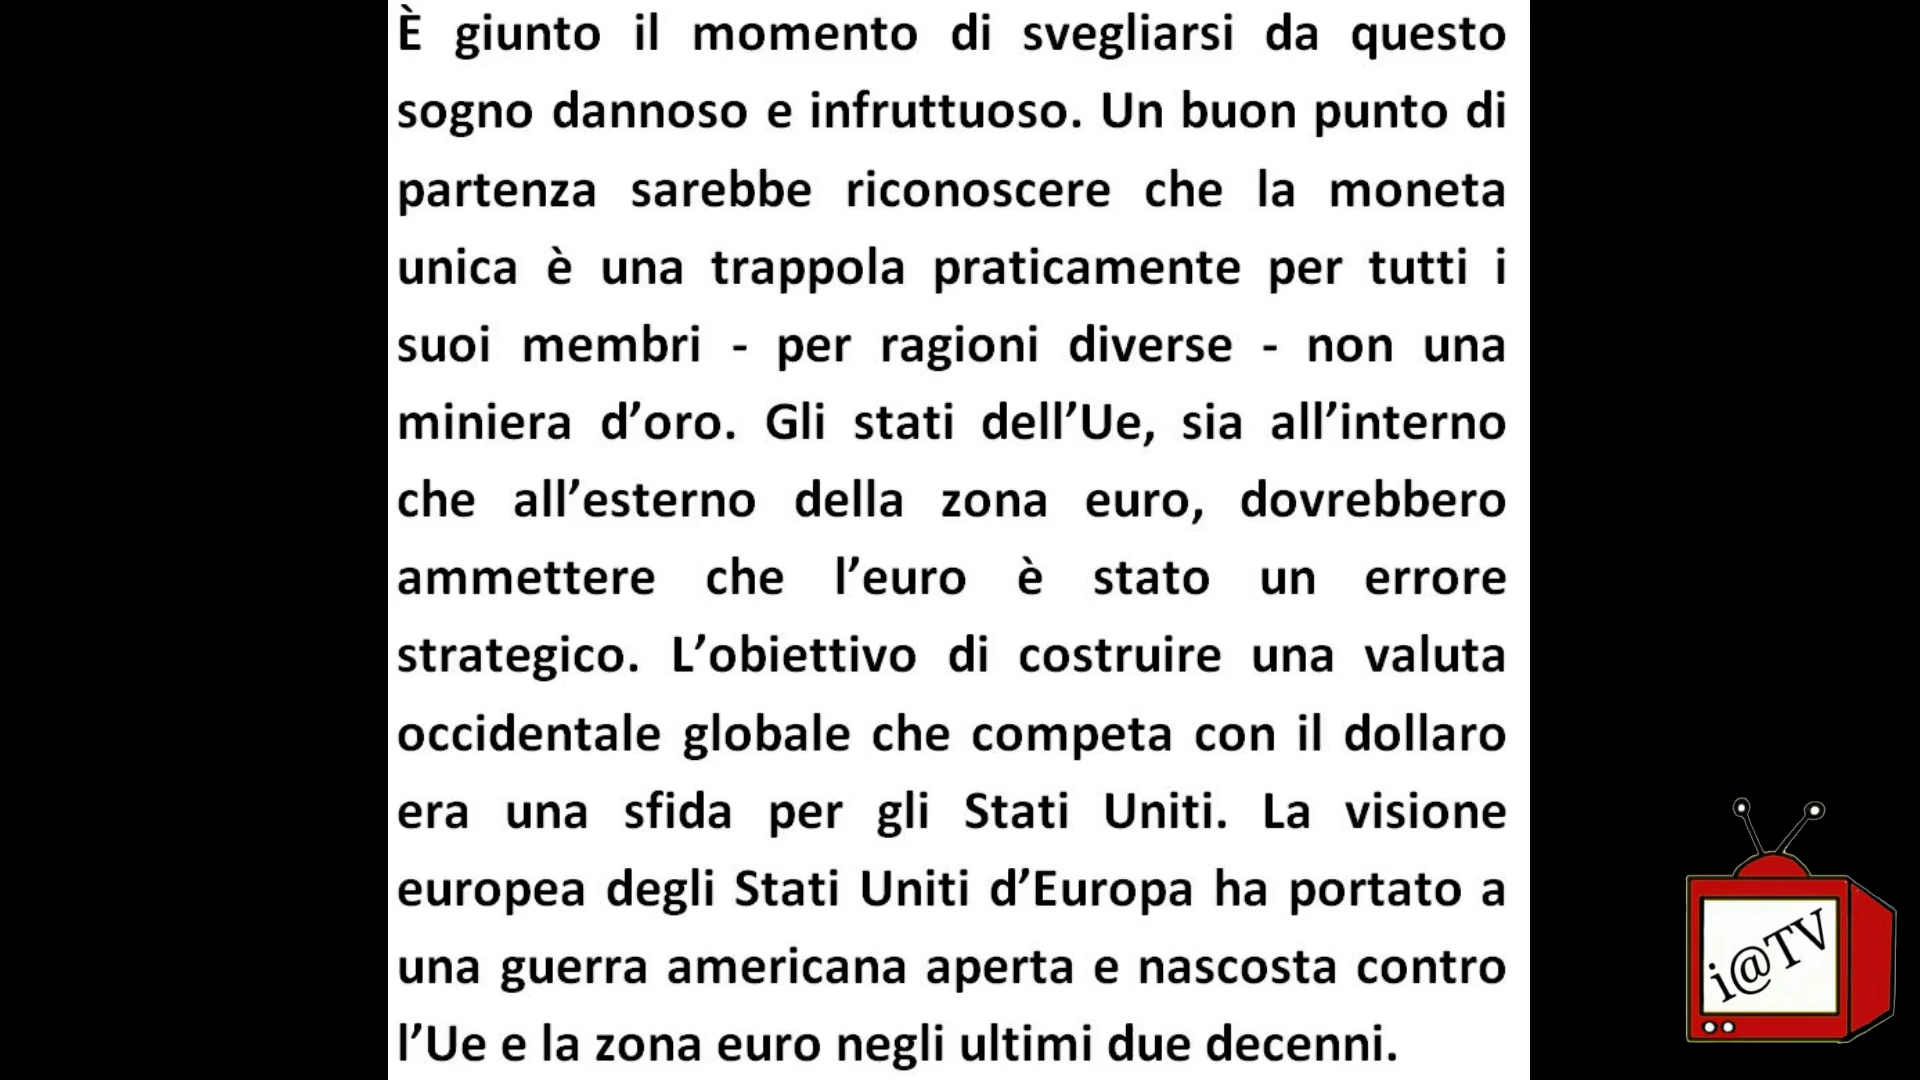 È giunto il momento di svegliarsi da questo
sogno dannoso e infruttuoso. Un buon punto di
partenza sarebbe riconoscere che la moneta
unica è una trappola praticamente per tutti i
suoi membri - per ragioni diverse - non una
miniera d’oro. Gli stati dell’Ue, sia all’interno
che all’esterno della zona euro, dovrebbero
ammettere che l’euro è stato un errore
strategico. L’obiettivo di costruire una valuta
occidentale globale che competa con il dollaro
era una sfida per gli Stati Uniti. La visione
europea degli Stati Uniti d’Europa ha portato a
una guerra americana aperta e nascosta contro
l’Ue e la zona euro negli ultimi due decenni.
i@TV